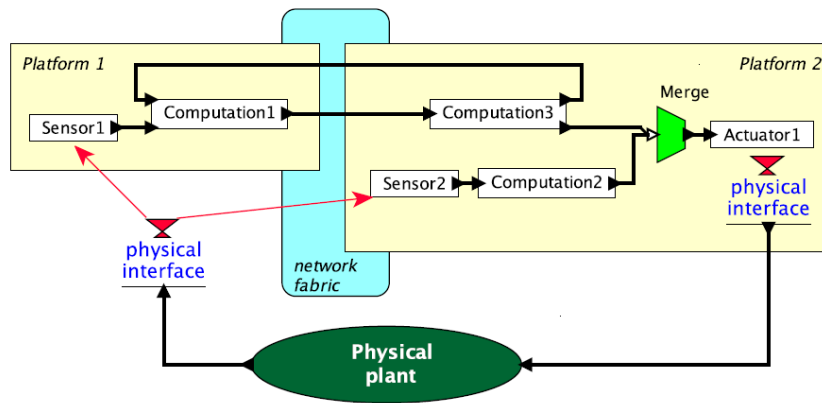 Platform 1
Platform 2
Merge
Computation1
Computation3
Sensor1
Actuator1
Sensor2
Computation2
physical
interface
physical
interface
network
fabric
Physical
plant